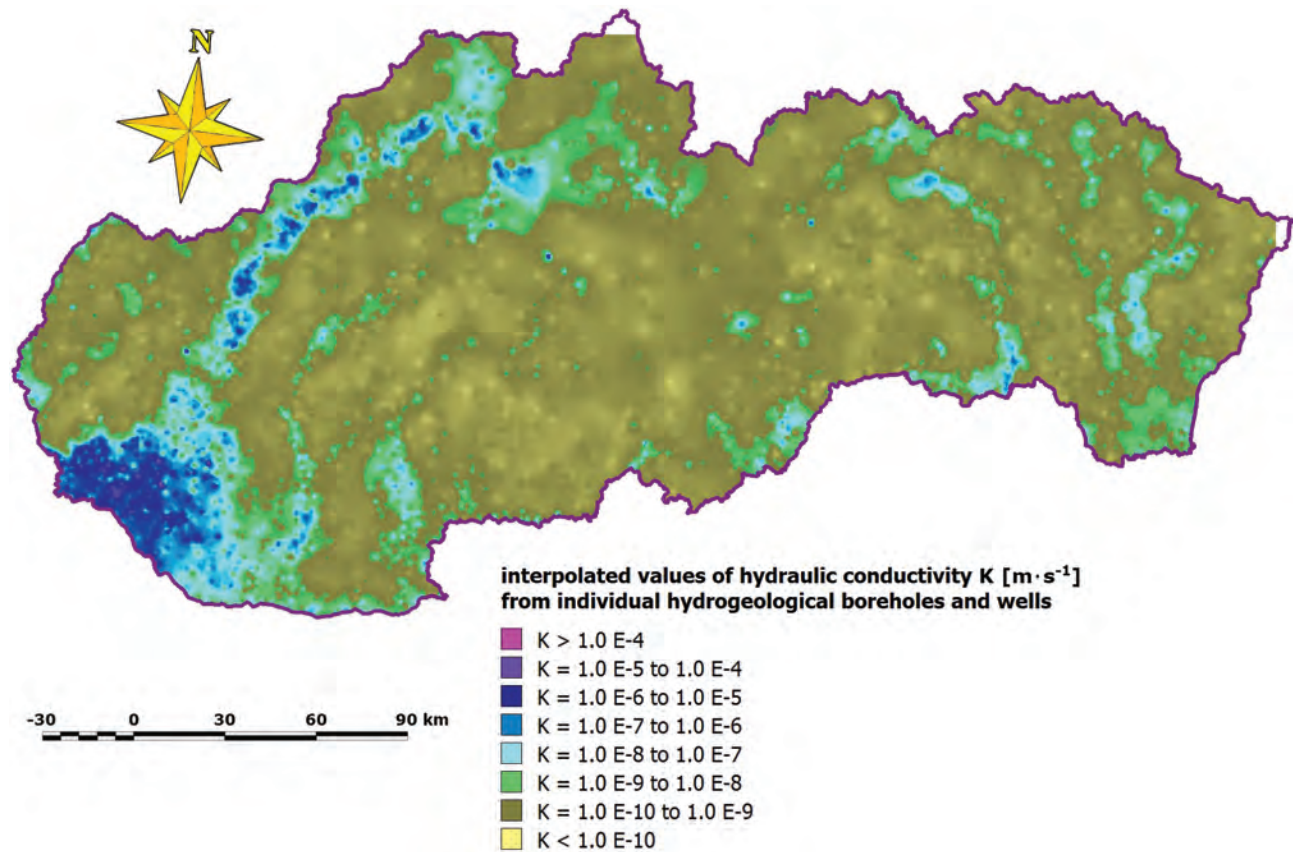 N
interpolated values of hydraulic conductivity K [m·s⁻¹]
from individual hydrogeological boreholes and wells
K > 1.0 E-4
K = 1.0 E-5 to 1.0 E-4
K = 1.0 E-6 to 1.0 E-5
K = 1.0 E-7 to 1.0 E-6
K = 1.0 E-8 to 1.0 E-7
K = 1.0 E-9 to 1.0 E-8
K = 1.0 E-10 to 1.0 E-9
K < 1.0 E-10
-30 0 30 60 90 km